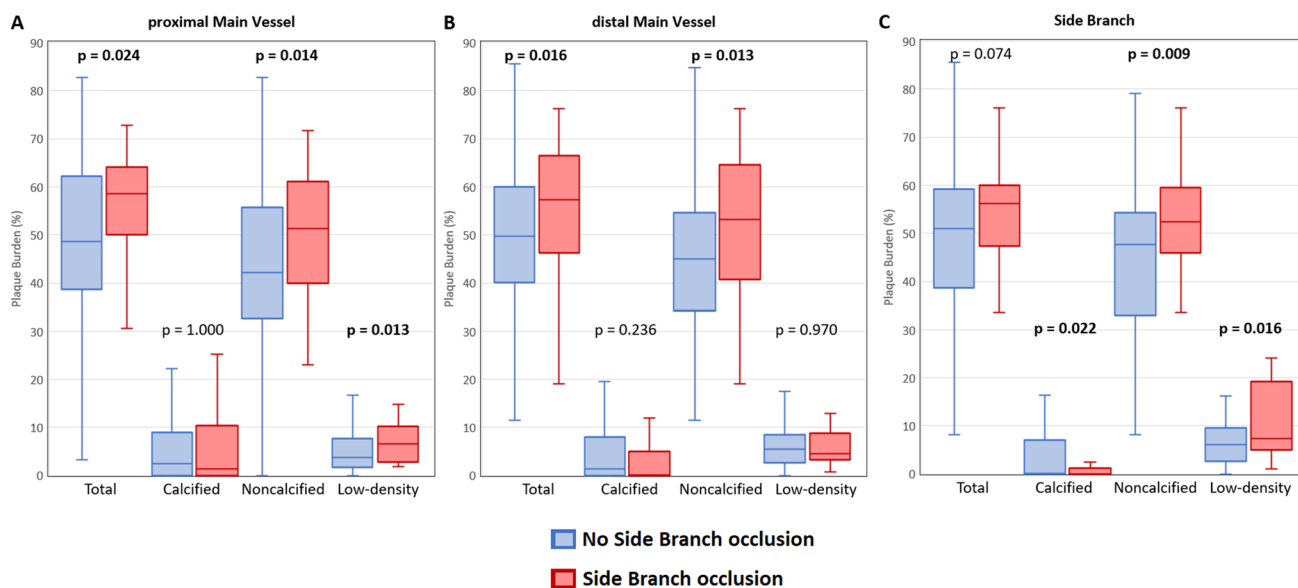 A
proximal Main Vessel
B
distal Main Vessel
C
Side Branch
Plaque Burden (%)
90
80
70
60
50
40
30
20
10
0
p = 0.024
p = 0.014
p = 1.000
p = 0.013
Total
Calcified
Noncalcified
Low-density
Plaque Burden (%)
90
80
70
60
50
40
30
20
10
0
p = 0.016
p = 0.013
p = 0.236
p = 0.970
Total
Calcified
Noncalcified
Low-density
Plaque Burden (%)
90
80
70
60
50
40
30
20
10
0
p = 0.074
p = 0.009
p = 0.022
p = 0.016
Total
Calcified
Noncalcified
Low-density
No Side Branch occlusion
Side Branch occlusion